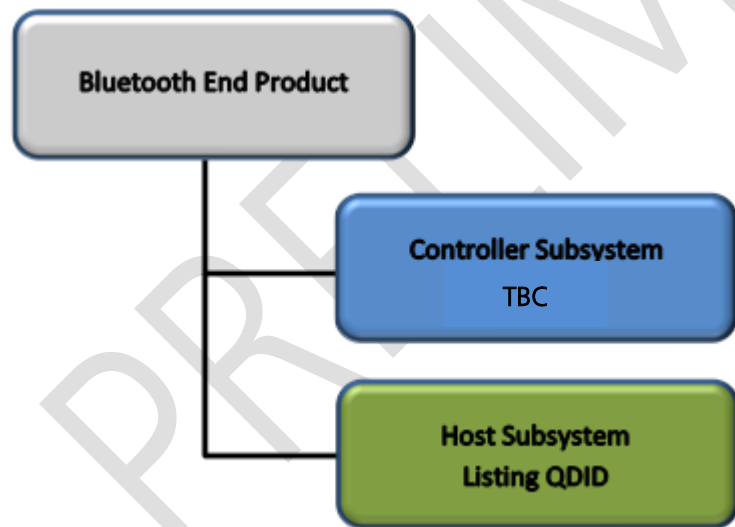 Bluetooth End Product
Controller Subsystem
TBC
Host Subsystem
Listing QDID